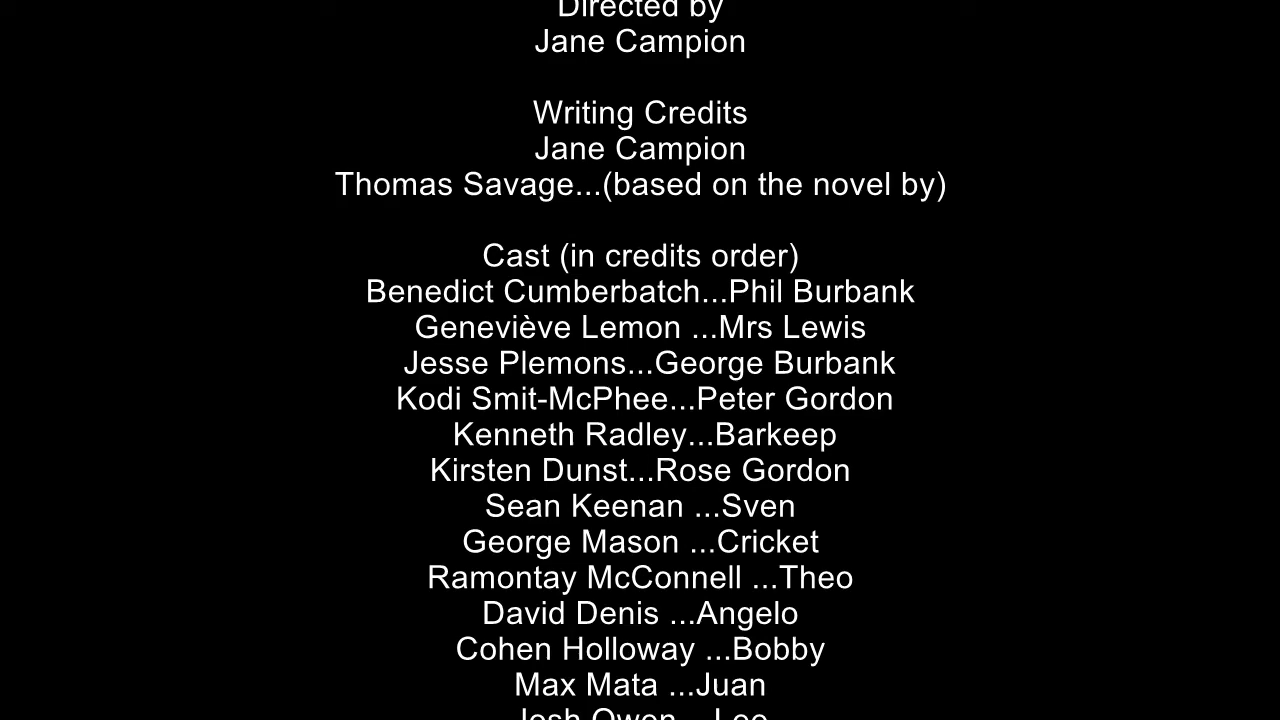 Directed by
Jane Campion
Writing Credits
Jane Campion
Thomas Savage...(based on the novel by)
Cast (in credits order)
Benedict Cumberbatch...Phil Burbank
Geneviève Lemon ...Mrs Lewis
Jesse Plemons...George Burbank
Kodi Smit-McPhee...Peter Gordon
Kenneth Radley...Barkeep
Kirsten Dunst...Rose Gordon
Sean Keenan ...Sven
George Mason ...Cricket
Ramontay McConnell ...Theo
David Denis ...Angelo
Cohen Holloway ...Bobby
Max Mata ...Juan
Josh Owen ...Lee